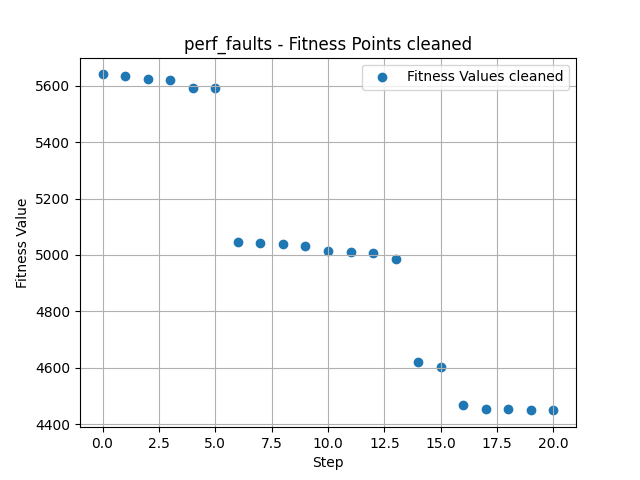 perf_faults - Fitness Points cleaned
Fitness Values cleaned
Fitness Value
5600
5400
5200
5000
4800
4600
4400
0.0 2.5 5.0 7.5 10.0 12.5 15.0 17.5 20.0
Step